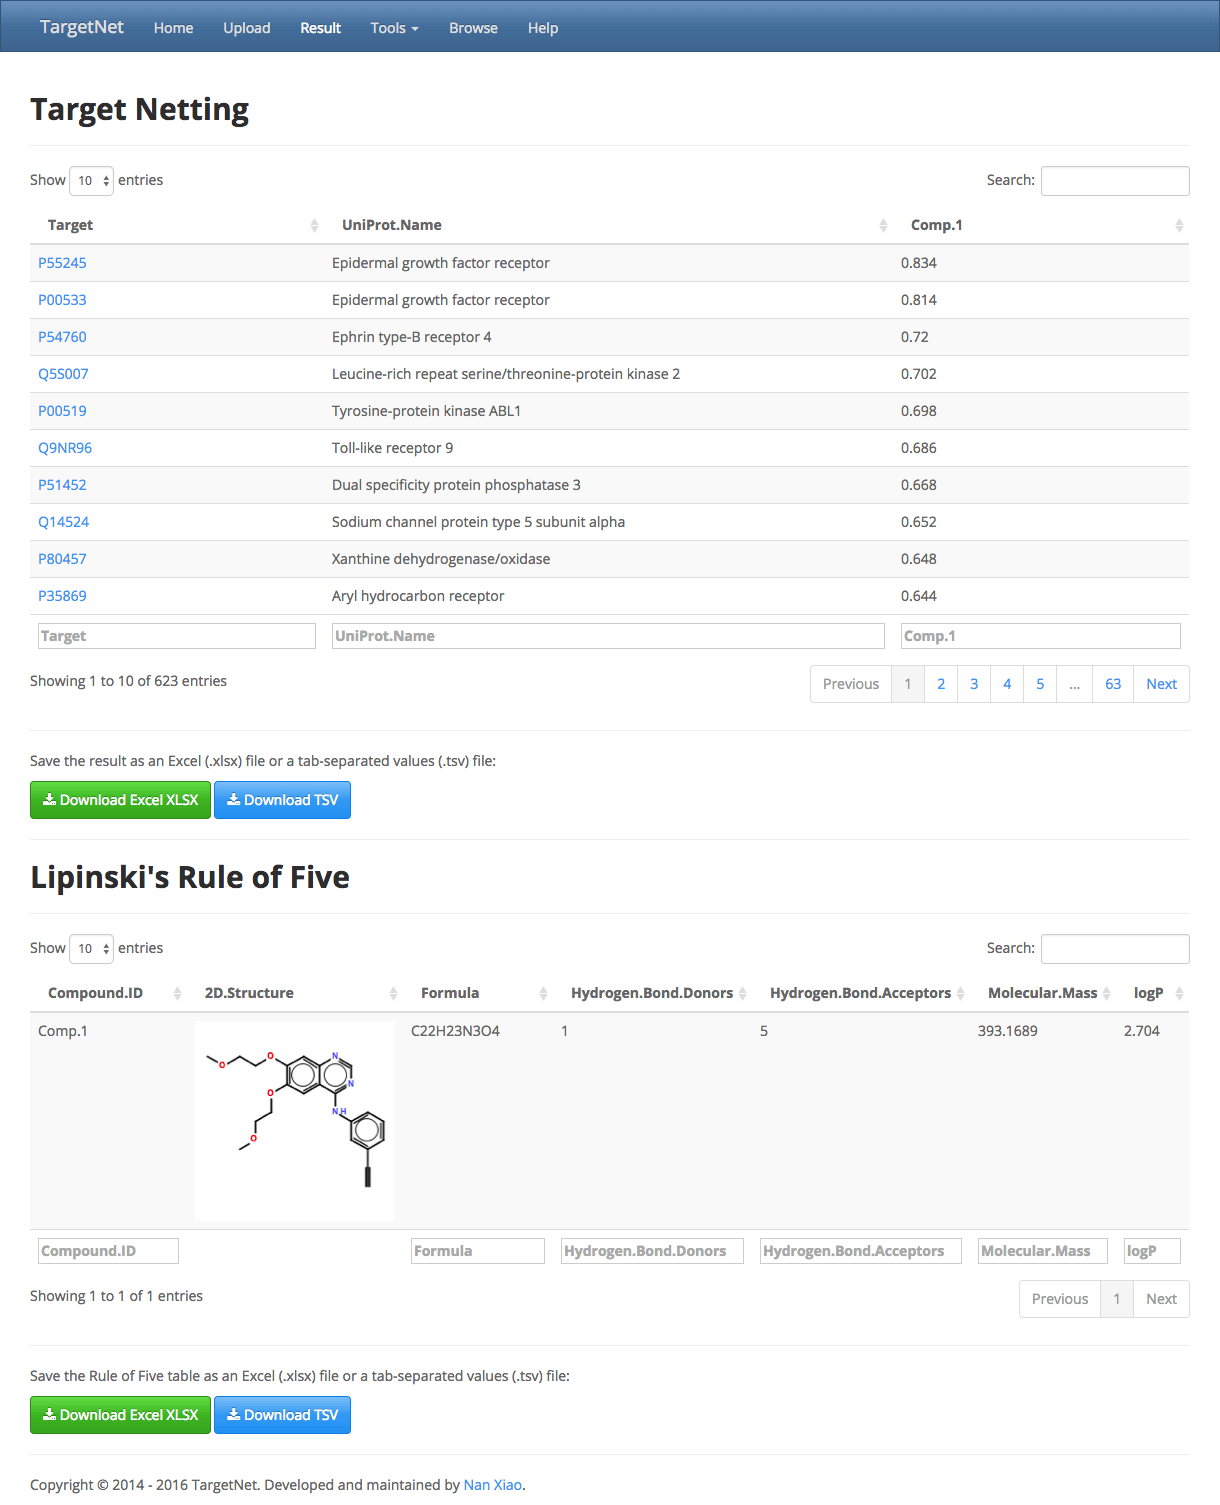 TargetNet Home Upload Result Tools Browse Help
Target Netting
Show 10 entries Search:
Target UniProt.Name Comp.1
P55245 Epidermal growth factor receptor 0.834
P00533 Epidermal growth factor receptor 0.814
P54760 Ephrin type-B receptor 4 0.72
Q5S007 Leucine-rich repeat serine/threonine-protein kinase 2 0.702
P00519 Tyrosine-protein kinase ABL1 0.698
Q9NR96 Toll-like receptor 9 0.686
P51452 Dual specificity protein phosphatase 3 0.668
Q14524 Sodium channel protein type 5 subunit alpha 0.652
P80457 Xanthine dehydrogenase/oxidase 0.648
P35869 Aryl hydrocarbon receptor 0.644
Target UniProt.Name Comp.1
Showing 1 to 10 of 623 entries Previous 1 2 3 4 5 ... 63 Next
Save the result as an Excel (.xlsx) file or a tab-separated values (.tsv) file:
Download Excel XLSX Download TSV
Lipinski's Rule of Five
Show 10 entries Search:
Compound.ID 2D.Structure Formula Hydrogen.Bond.Donors Hydrogen.Bond.Acceptors Molecular.Mass logP
Comp.1 C22H23N3O4 1 5 393.1689 2.704
O N
O
N
O
NH
O
Compound.ID Formula Hydrogen.Bond.Donors Hydrogen.Bond.Acceptors Molecular.Mass logP
Showing 1 to 1 of 1 entries Previous 1 Next
Save the Rule of Five table as an Excel (.xlsx) file or a tab-separated values (.tsv) file:
Download Excel XLSX Download TSV
Copyright © 2014 - 2016 TargetNet. Developed and maintained by Nan Xiao.